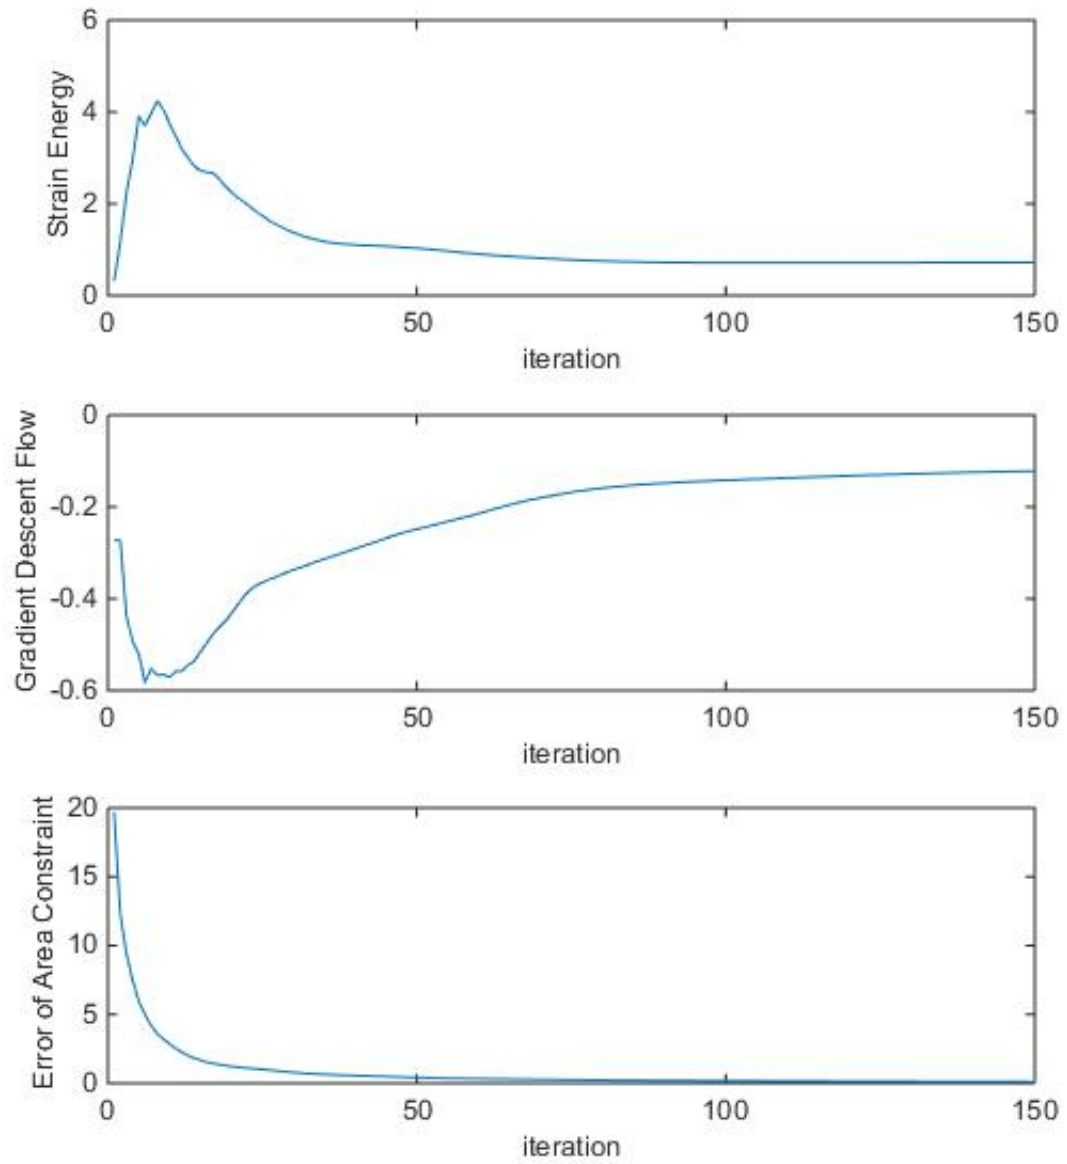 6
4
2
0
Strain Energy
0 50 100 150
iteration
0
-0.2
-0.4
-0.6
Gradient Descent Flow
0 50 100 150
iteration
20
15
10
5
0
Error of Area Constraint
0 50 100 150
iteration